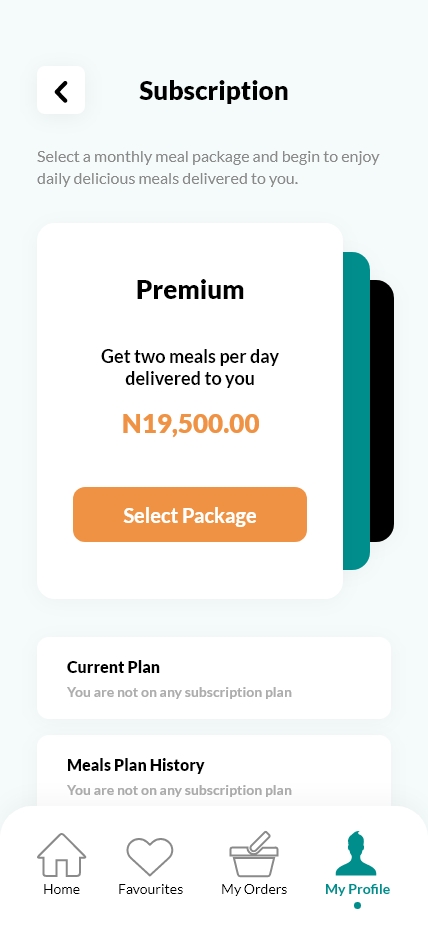 Subscription
Select a monthly meal package and begin to enjoy
daily delicious meals delivered to you.
Premium
Get two meals per day
delivered to you
N19,500.00
Select Package
Current Plan
You are not on any subscription plan
Meals Plan History
You are not on any subscription plan
Home
Favourites
My Orders
My Profile